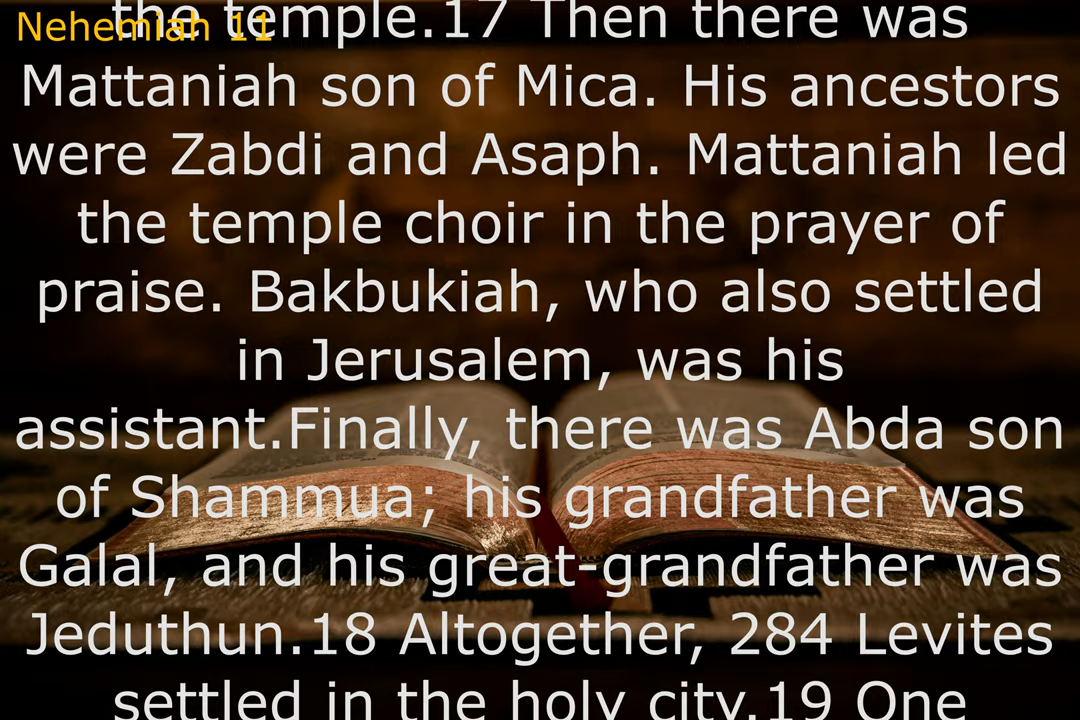 Nehemiah 11
the temple.17 Then there was
Mattaniah son of Mica. His ancestors
were Zabdi and Asaph. Mattaniah led
the temple choir in the prayer of
praise. Bakbukiah, who also settled
in Jerusalem, was his
assistant.Finally, there was Abda son
of Shammua; his grandfather was
Galal, and his great-grandfather was
Jeduthun.18 Altogether, 284 Levites
settled in the holy city.19 One